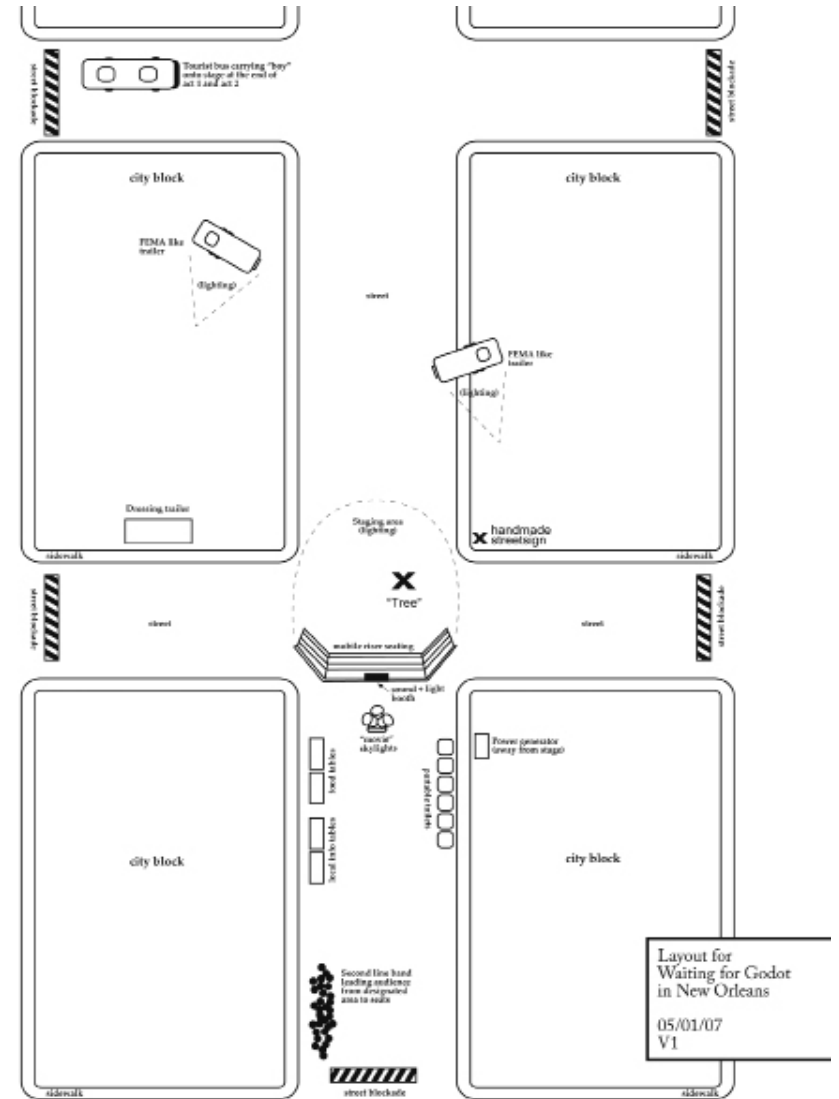 street blockade
Tourist bus carrying "boy"
onto stage at the end of
act 1 and act 2
street blockade
city block
city block
FEMA like
trailer
(lighting)
street
FEMA like
trailer
(lighting)
Dressing trailer
Staging area
(lighting)
handmade
streetsign
sidewalk
sidewalk
"Tree"
street blockade
street
street
street blockade
mobile riser seating
sound + light
booth
"movie"
skylights
food tables
portable toilets
Power generator
(away from stage)
local info tables
city block
city block
Second line band
leading audience
from designated
area to seats
Layout for
Waiting for Godot
in New Orleans
05/01/07
V1
street blockade
sidewalk
sidewalk